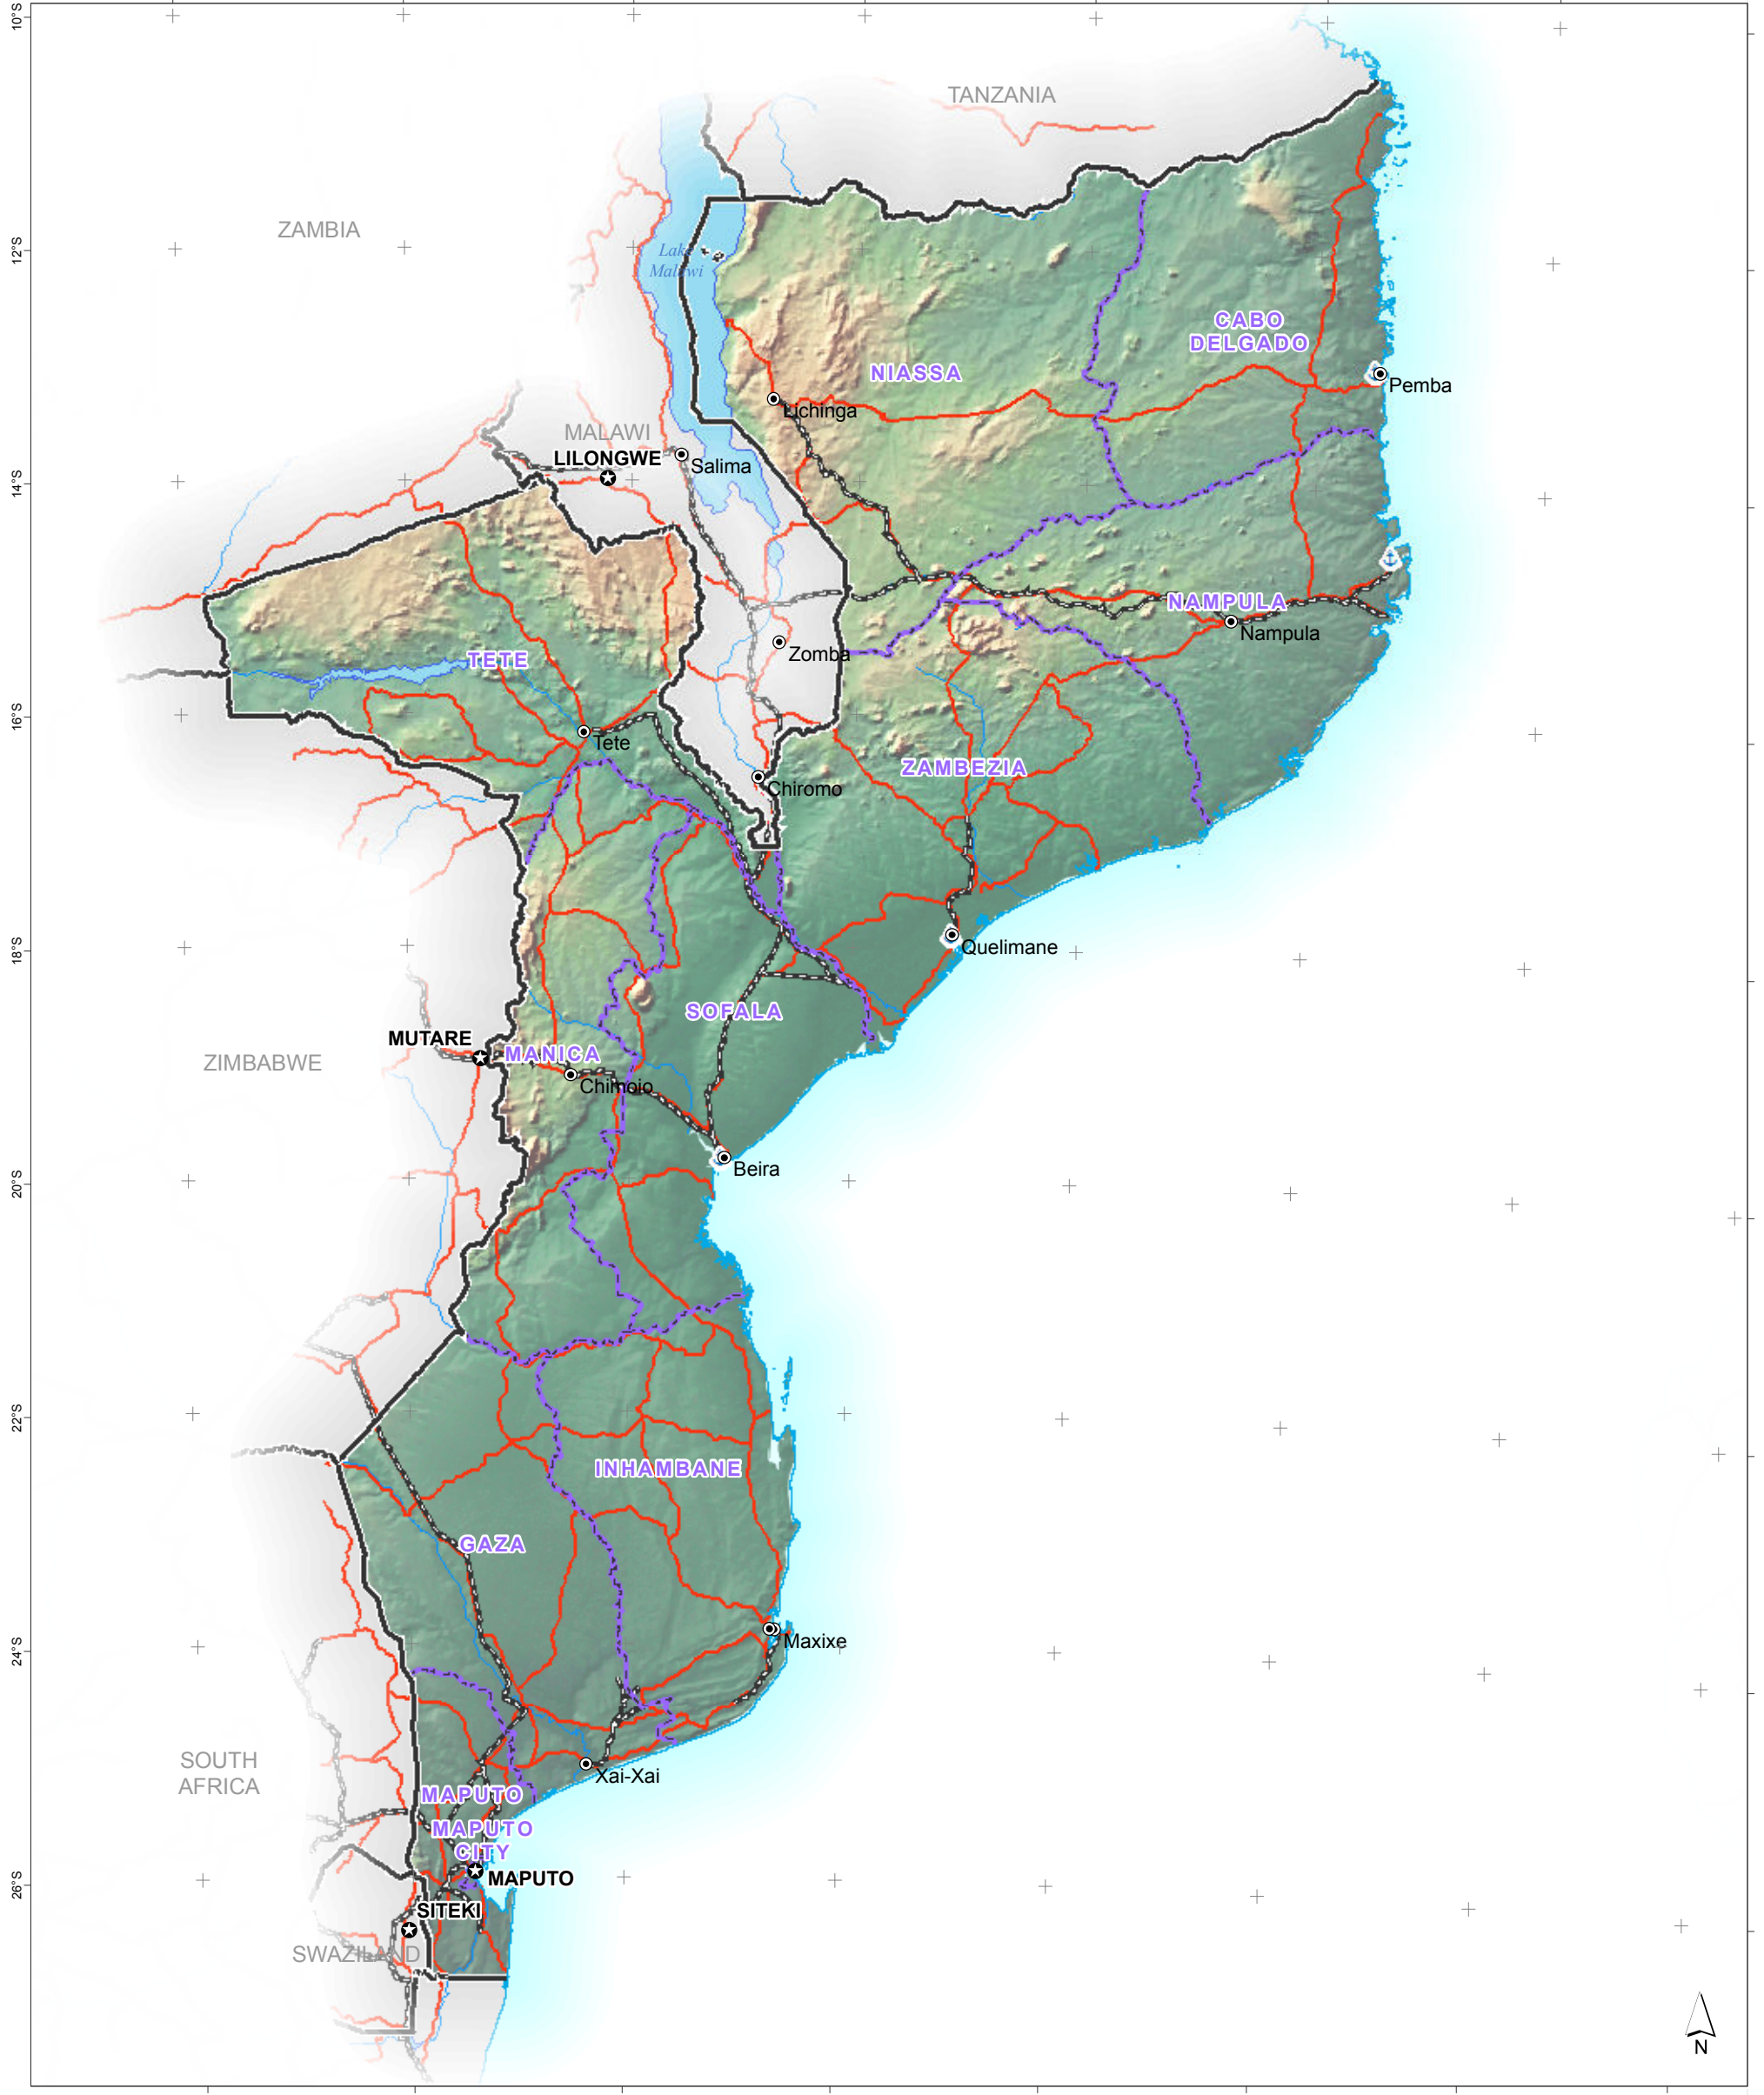 10°S
TANZANIA
ZAMBIA
12°S
Lake
Malawi
CABO
DELGADO
NIASSA
Pemba
Lichinga
MALAWI
LILONGWE
Salima
14°S
NAMPULA
Nampula
Zomba
TETE
16°S
Tete
ZAMBEZIA
Chiromo
18°S
Quelimane
SOFALA
MUTARE
MANICA
ZIMBABWE
Chimoio
Beira
20°S
22°S
INHAMBANE
GAZA
Maxixe
24°S
SOUTH
AFRICA
Xai-Xai
MAPUTO
MAPUTO
CITY
MAPUTO
26°S
SITEKI
SWAZILAND
N